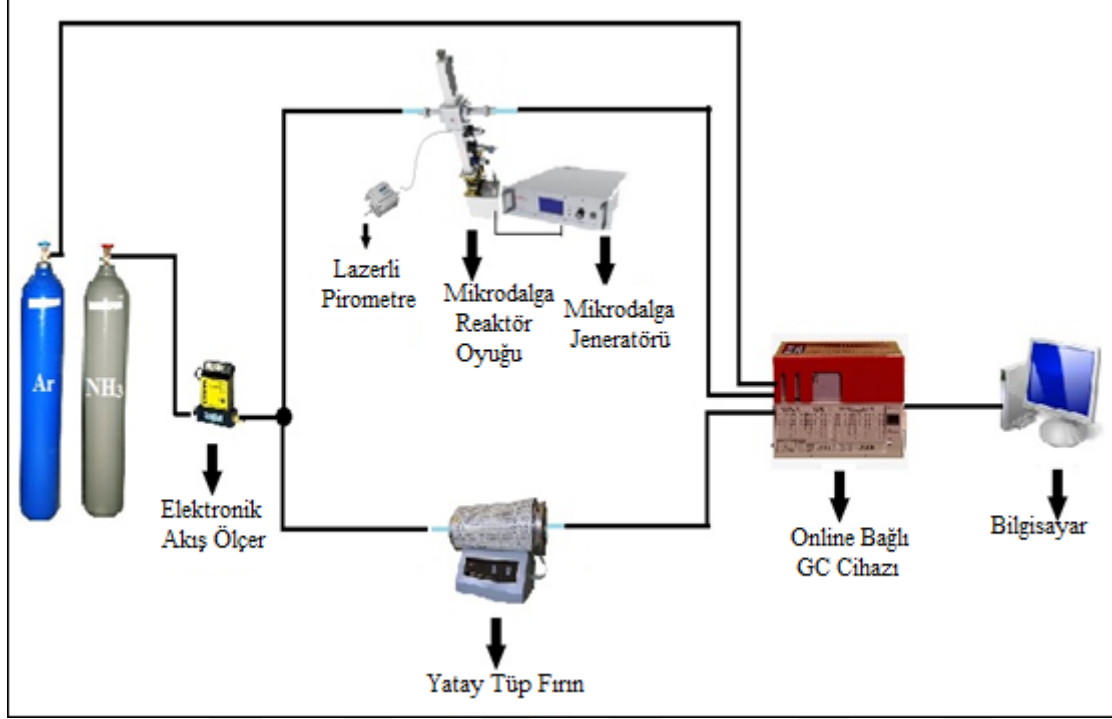 Lazerli
Pirometre
Mikrodalga
Reaktör
Oyuğu
Mikrodalga
Jeneratörü
Ar
NH3
Elektronik
Akış Ölçer
Online Bağlı
GC Cihazı
Bilgisayar
Yatay Tüp Fırın